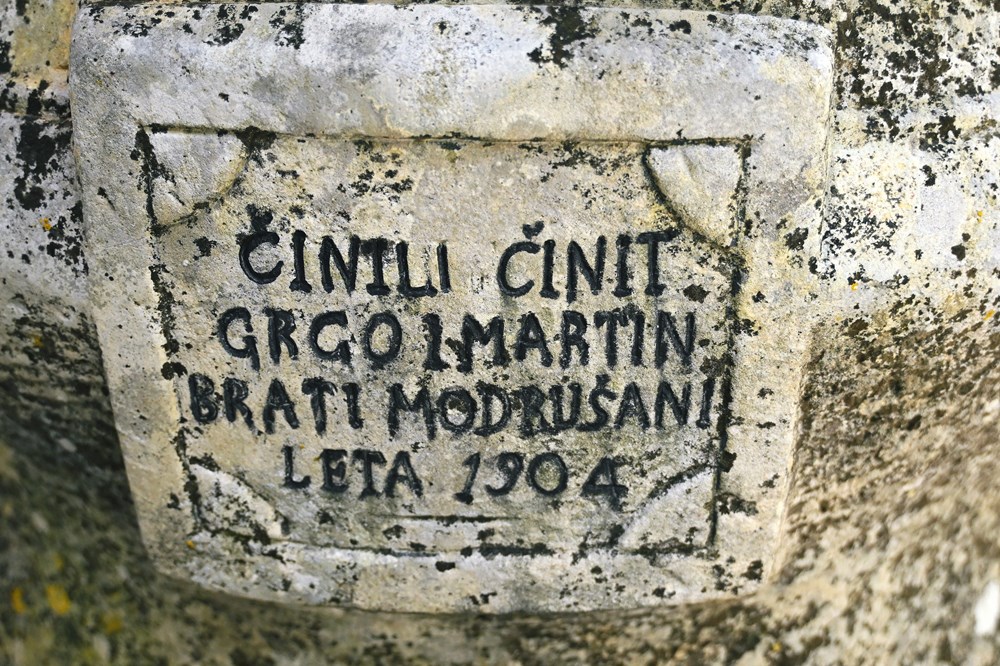 ČINILI ČINIT
GRGO I MARTIN
BRATI MODRUŠANI
LETA 1904